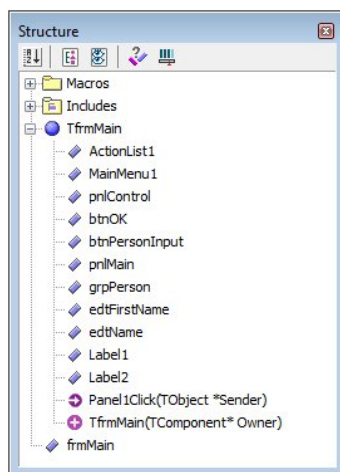 Structure
Macros
Includes
TfrmMain
ActionList1
MainMenu1
pnlControl
btnOK
btnPersonInput
pnlMain
grpPerson
edtFirstName
edtName
Label1
Label2
Panel1Click(TObject *Sender)
TfrmMain(TComponent* Owner)
frmMain